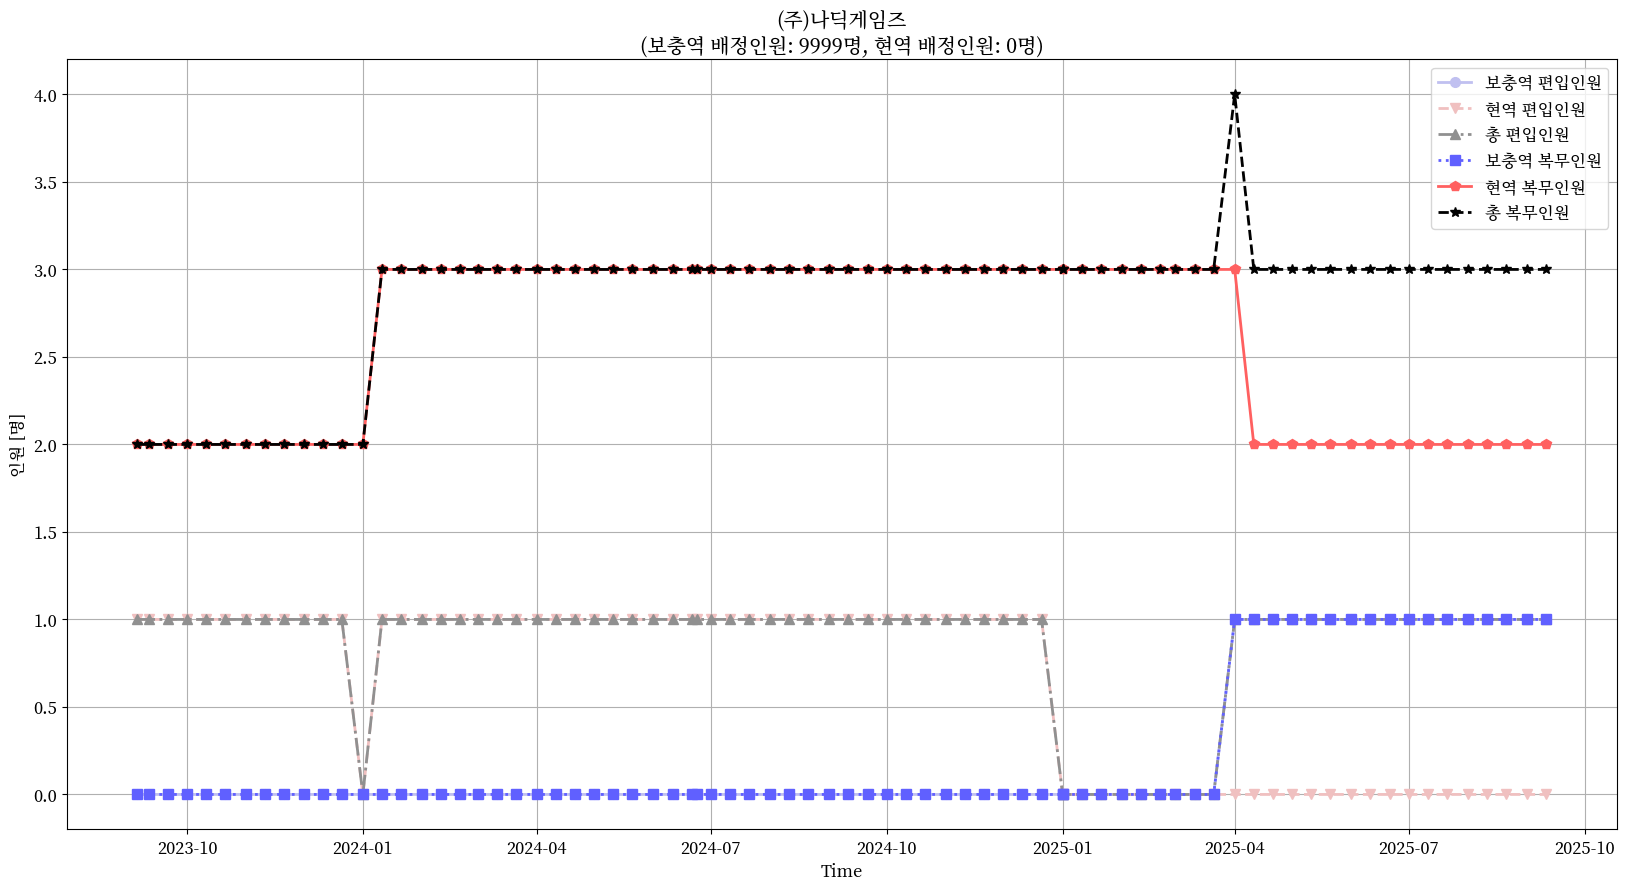 (주)나딕게임즈
(보충역 배정인원: 9999명, 현역 배정인원: 0명)
보충역 편입인원
현역 편입인원
총 편입인원
보충역 복무인원
현역 복무인원
총 복무인원
인원 [명]
4.0
3.5
3.0
2.5
2.0
1.5
1.0
0.5
0.0
2023-10
2024-01
2024-04
2024-07
2024-10
2025-01
2025-04
2025-07
2025-10
Time